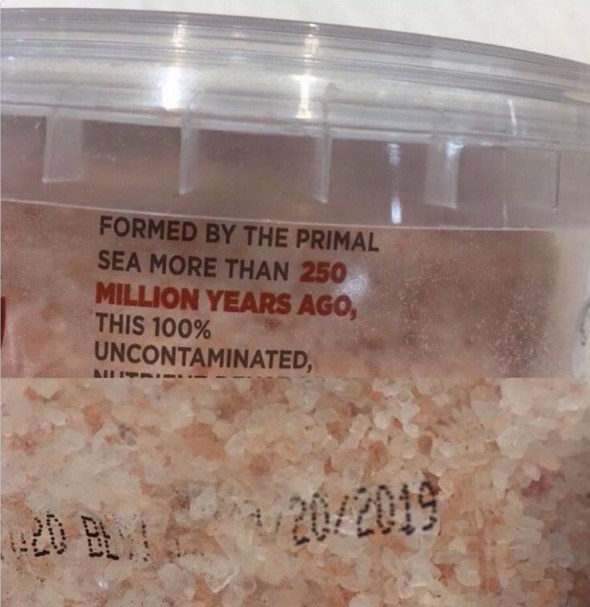 FORMED BY THE PRIMAL
SEA MORE THAN 250
MILLION YEARS AGO,
THIS 100%
UNCONTAMINATED,
20/2019